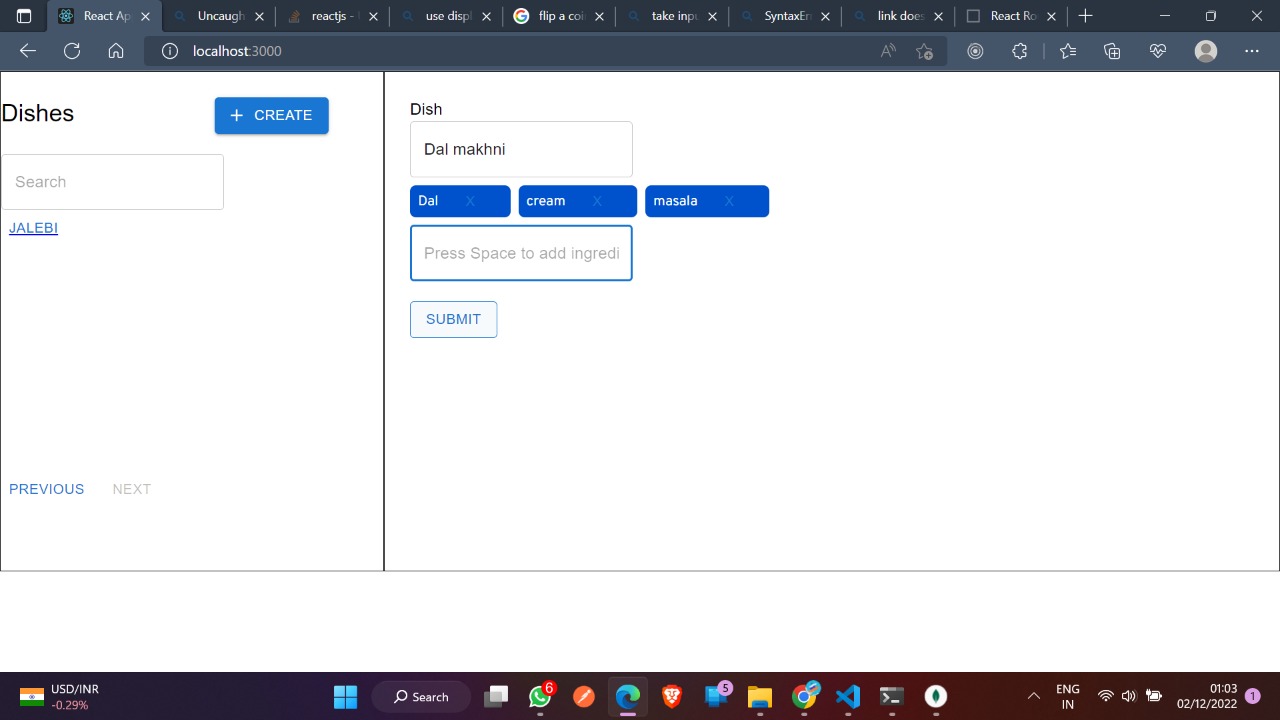 React Ap
Uncaugh
reactjs -
use displ
flip a coi
take inpu
SyntaxEr
link does
React Ro
localhost:3000
Dishes
+ CREATE
Search
JALEBI
PREVIOUS NEXT
Dish
Dal makhni
Dal X cream X masala X
Press Space to add ingredi
SUBMIT
USD/INR
-0.29%
Search
6
5
ENG
IN
01:03
02/12/2022
1